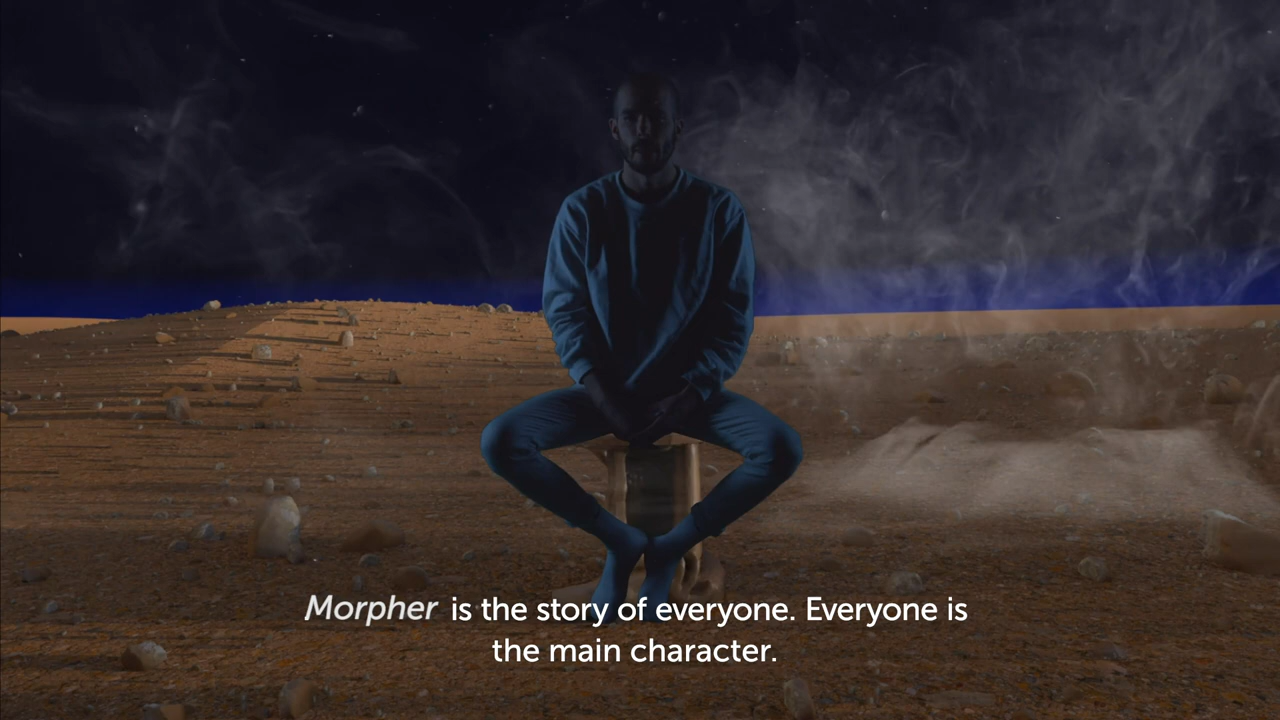 Morpher is the story of everyone. Everyone is
the main character.